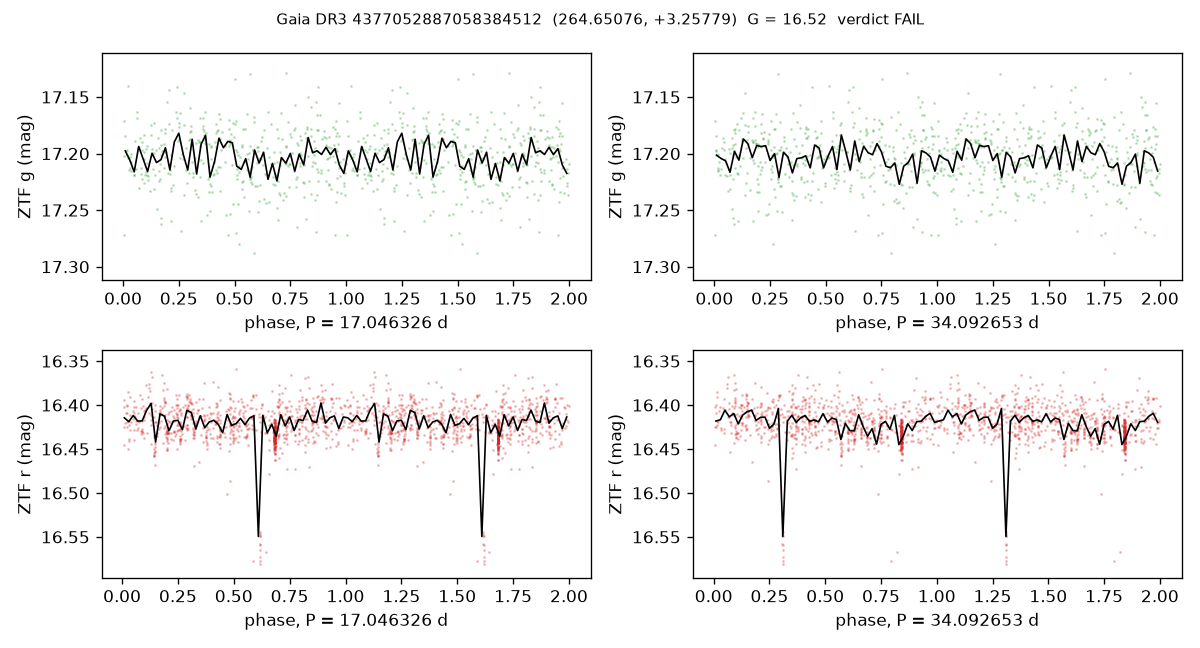 Gaia DR3 4377052887058384512  (264.65076, +3.25779)  G = 16.52  verdict FAIL
ZTF g (mag)
17.15
17.20
17.25
17.30
0.00 0.25 0.50 0.75 1.00 1.25 1.50 1.75 2.00
phase, P = 17.046326 d
ZTF g (mag)
17.15
17.20
17.25
17.30
0.00 0.25 0.50 0.75 1.00 1.25 1.50 1.75 2.00
phase, P = 34.092653 d
ZTF r (mag)
16.35
16.40
16.45
16.50
16.55
0.00 0.25 0.50 0.75 1.00 1.25 1.50 1.75 2.00
phase, P = 17.046326 d
ZTF r (mag)
16.35
16.40
16.45
16.50
16.55
0.00 0.25 0.50 0.75 1.00 1.25 1.50 1.75 2.00
phase, P = 34.092653 d